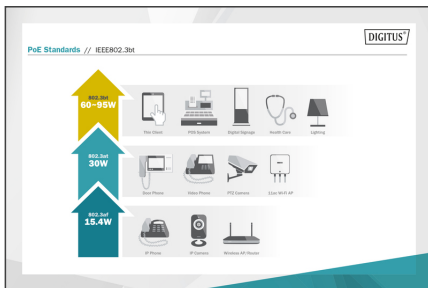 DIGITUS®
PoE Standards // IEEE802.3bt
802.3bt
60–95W
Thin Client
POS System
Digital Signage
Health Care
Lighting
802.3at
30W
Door Phone
Video Phone
PTZ Camera
11ac Wi-Fi AP
802.3af
15.4W
IP Phone
IP Camera
Wireless AP/ Router